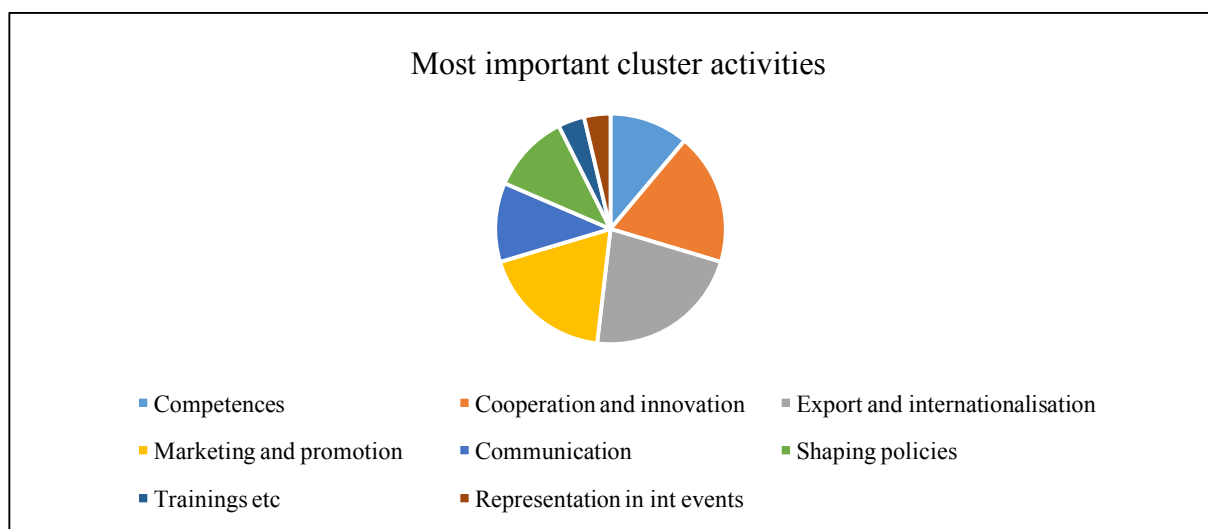 Most important cluster activities
Competences
Cooperation and innovation
Export and internationalisation
Marketing and promotion
Communication
Shaping policies
Trainings etc
Representation in int events